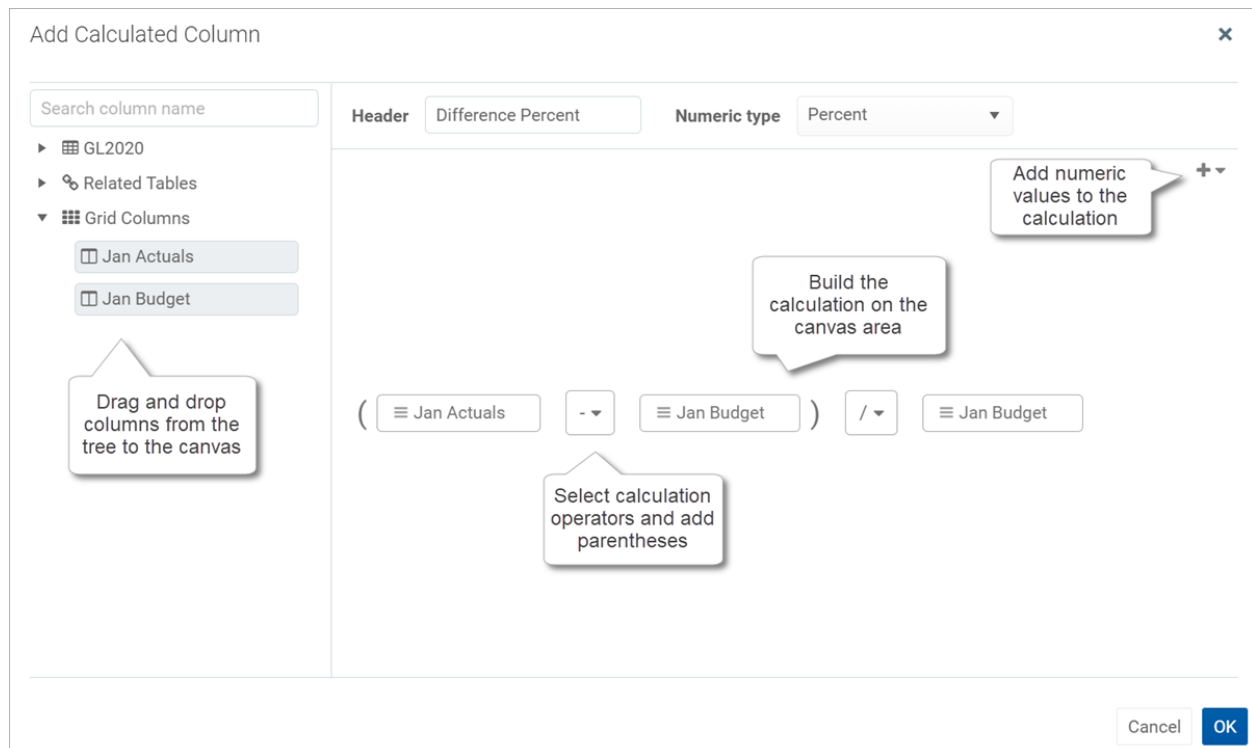 Add Calculated Column
Search column name
GL2020
Related Tables
Grid Columns
Jan Actuals
Jan Budget
Drag and drop
columns from the
tree to the canvas
Header Difference Percent Numeric type Percent
Add numeric
values to the
calculation
Build the
calculation on the
canvas area
( Jan Actuals - Jan Budget ) / Jan Budget
Select calculation
operators and add
parentheses
Cancel OK